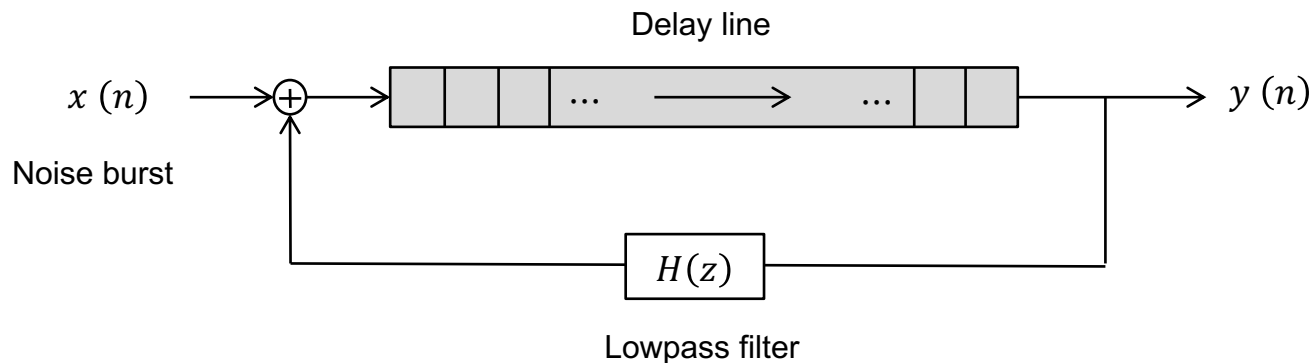 Delay line
x (n)
+
...
...
y (n)
Noise burst
H(z)
Lowpass filter